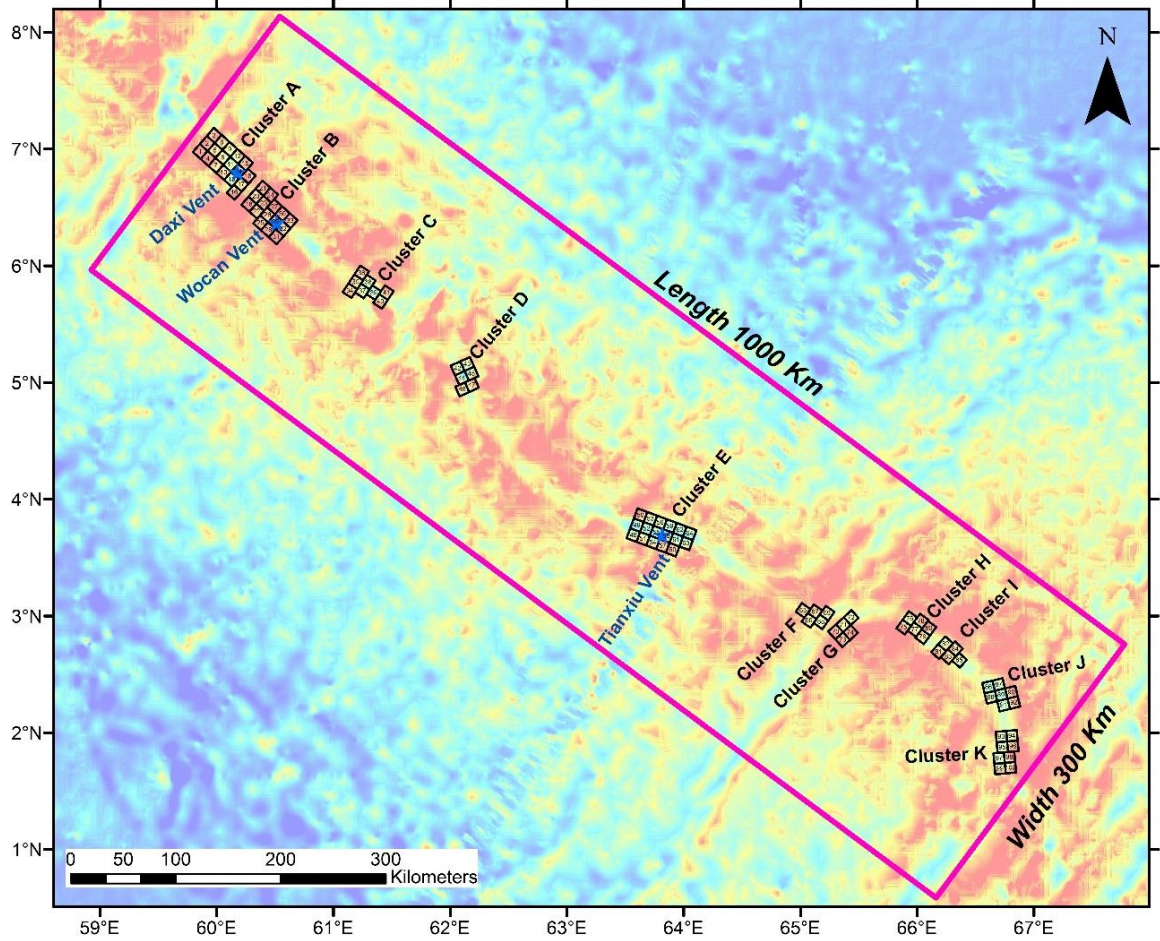 8°N
7°N
6°N
5°N
4°N
3°N
2°N
1°N
N
Cluster A
Cluster B
Daxi Vent
Wocan Vent
Cluster C
Cluster D
Length 1000 Km
Cluster E
Tianxiu Vent
Cluster F
Cluster G
Cluster H
Cluster I
Cluster J
Cluster K
Width 300 Km
0 50 100 200 300
Kilometers
59°E 60°E 61°E 62°E 63°E 64°E 65°E 66°E 67°E